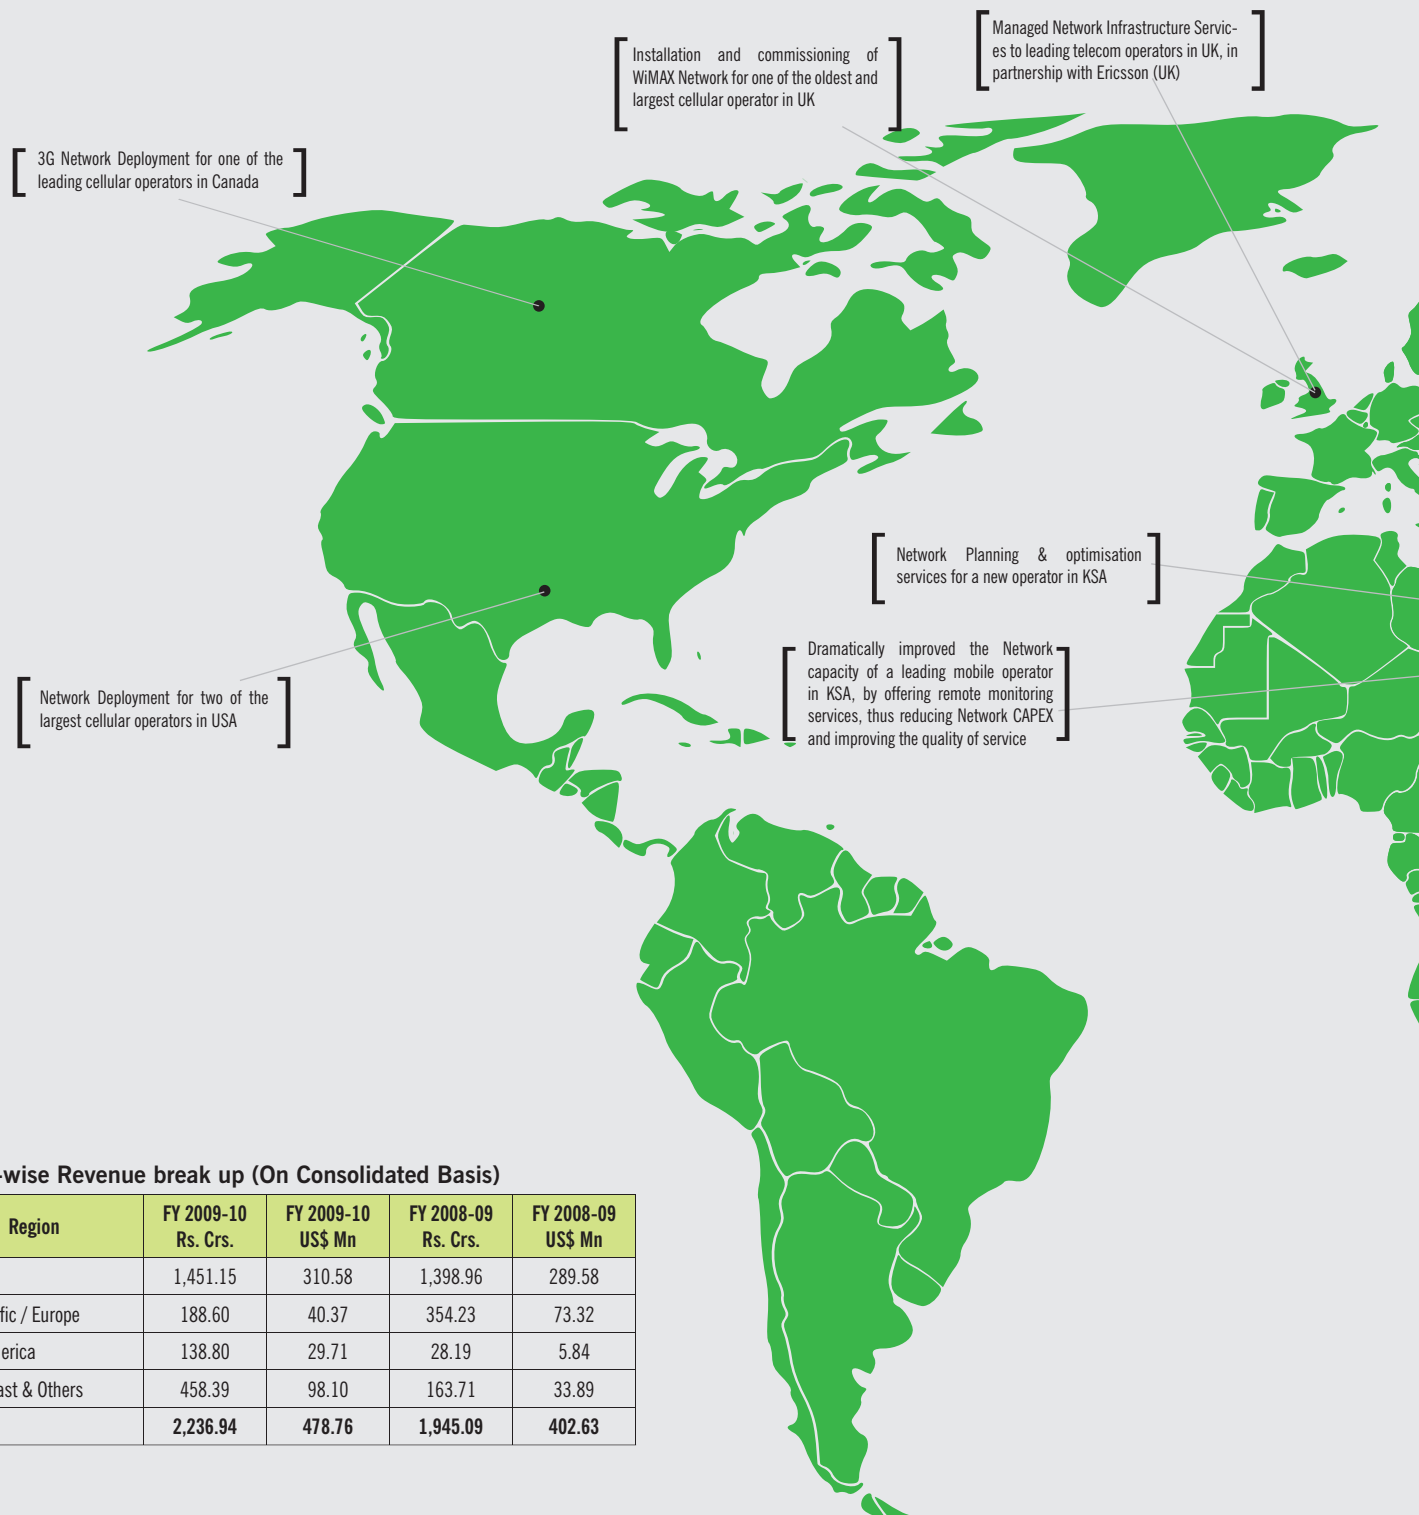 Managed Network Infrastructure Servic-
es to leading telecom operators in UK, in
partnership with Ericsson (UK)
Installation and commissioning of
WiMAX Network for one of the oldest and
largest cellular operator in UK
3G Network Deployment for one of the
leading cellular operators in Canada
Network Planning & optimisation
services for a new operator in KSA
Dramatically improved the Network
capacity of a leading mobile operator
in KSA, by offering remote monitoring
services, thus reducing Network CAPEX
and improving the quality of service
Network Deployment for two of the
largest cellular operators in USA
-wise Revenue break up (On Consolidated Basis)
Region FY 2009-10 Rs. Crs. FY 2009-10 US$ Mn FY 2008-09 Rs. Crs. FY 2008-09 US$ Mn
1,451.15 310.58 1,398.96 289.58
fic / Europe 188.60 40.37 354.23 73.32
erica 138.80 29.71 28.19 5.84
ast & Others 458.39 98.10 163.71 33.89
2,236.94 478.76 1,945.09 402.63